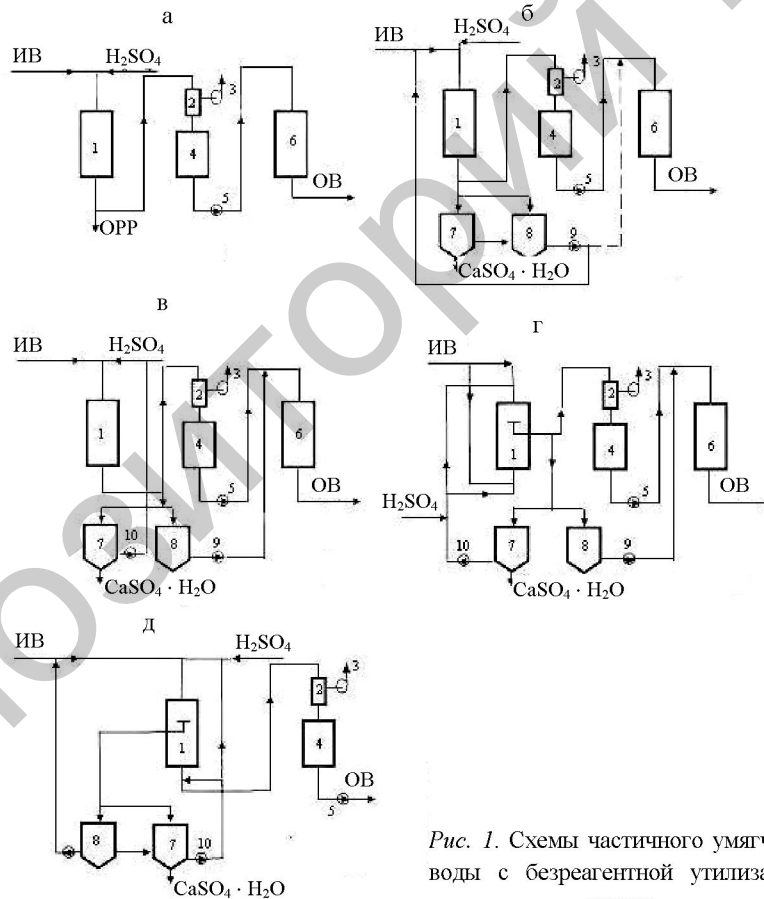 а
ИВ H₂SO₄
3
2
1
4
6
5
ОВ
ОРР
б
ИВ H₂SO₄
3
2
1
4
6
5
ОВ
7
8
9
CaSO₄ · H₂O
в
ИВ H₂SO₄
3
2
1
4
6
5
ОВ
7
10
8
9
CaSO₄ · H₂O
г
ИВ
3
2
1
4
6
5
ОВ
H₂SO₄
10
7
8
9
CaSO₄ · H₂O
д
ИВ H₂SO₄
3
2
1
4
ОВ
5
8
7
10
CaSO₄ · H₂O
Рис. 1. Схемы частичного умягч
воды с безреагентной утилиза
ОЗИТОРИЙ